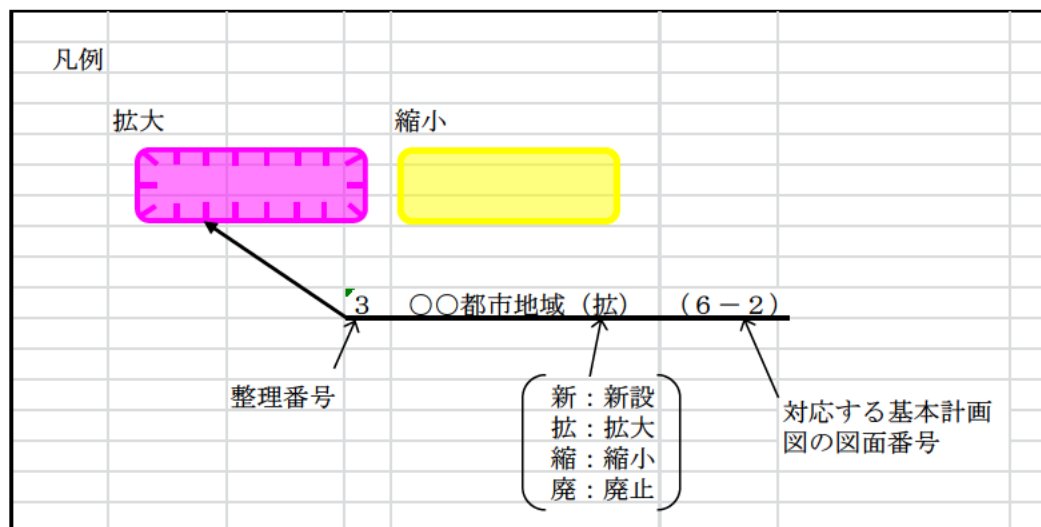 凡例
拡大
縮小
3 ○○都市地域（拡） （６－２）
整理番号
新：新設
拡：拡大
縮：縮小
廃：廃止
対応する基本計画
図の図面番号